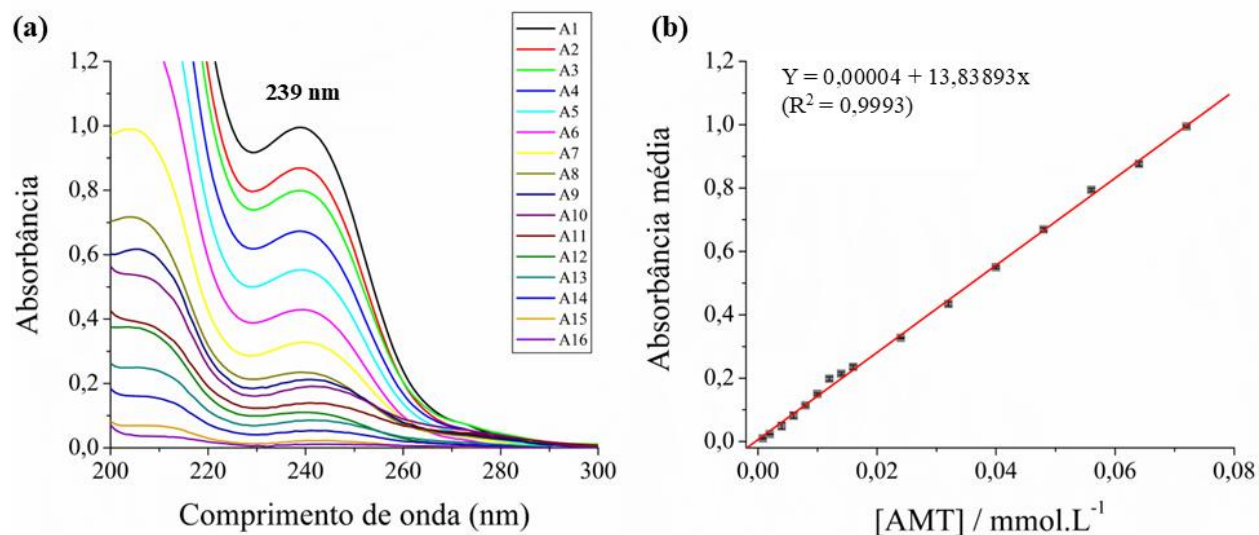 (a)
Absorbância
1,2
1,0
0,8
0,6
0,4
0,2
0,0
239 nm
A1
A2
A3
A4
A5
A6
A7
A8
A9
A10
A11
A12
A13
A14
A15
A16
200
220
240
260
280
300
Comprimento de onda (nm)
(b)
Absorbância média
1,2
1,0
0,8
0,6
0,4
0,2
0,0
Y = 0,00004 + 13,83893x
(R² = 0,9993)
0,00
0,02
0,04
0,06
0,08
[AMT] / mmol.L⁻¹